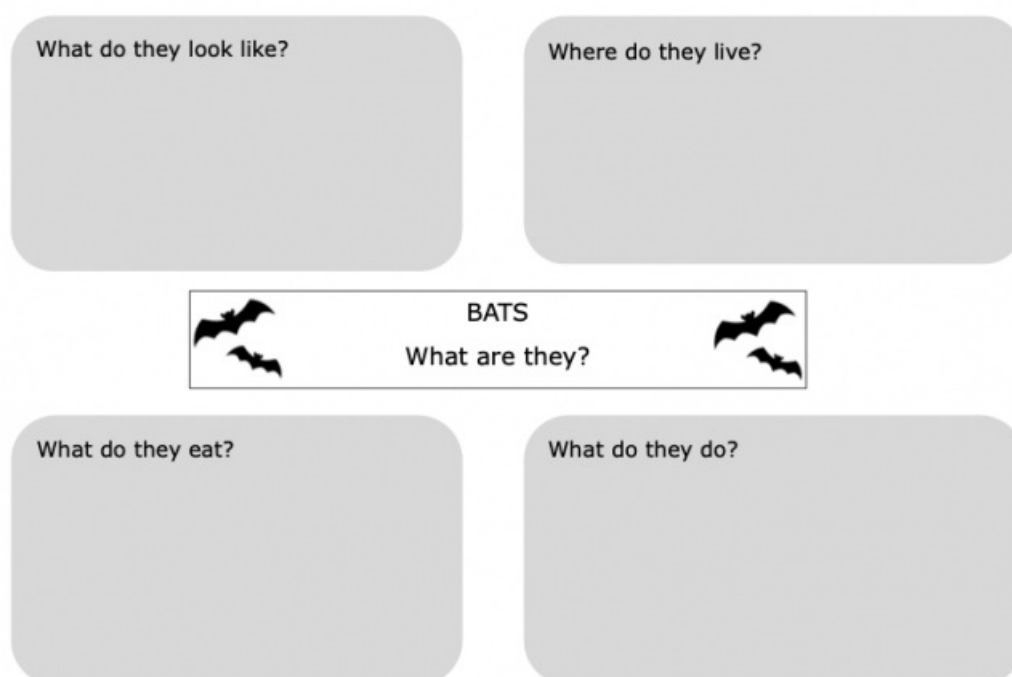 What do they look like?
Where do they live?
BATS
What are they?
What do they eat?
What do they do?